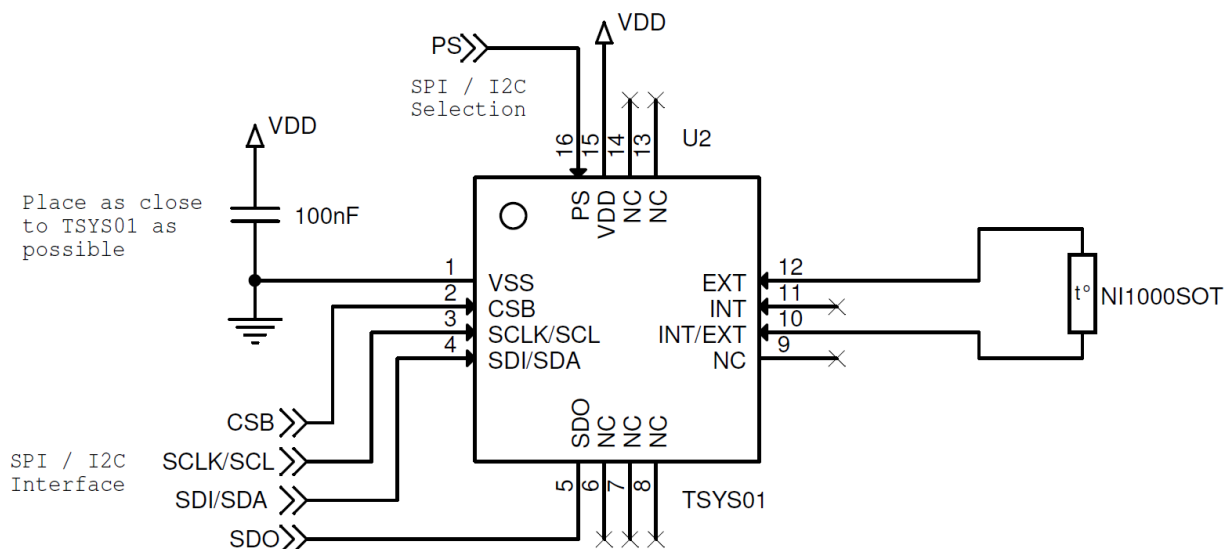 PS
VDD
SPI / I2C
Selection
VDD
16
15
14
13
U2
Place as close
to TSYS01 as
possible
100nF
PS
VDD
NC
NC
1
VSS
EXT
12
2
CSB
INT
11
3
SCLK/SCL
INT/EXT
10
4
SDI/SDA
NC
9
t°
NI1000SOT
SDO
NC
NC
NC
CSB
SPI / I2C
Interface
SCLK/SCL
SDI/SDA
SDO
5
6
7
8
TSYS01